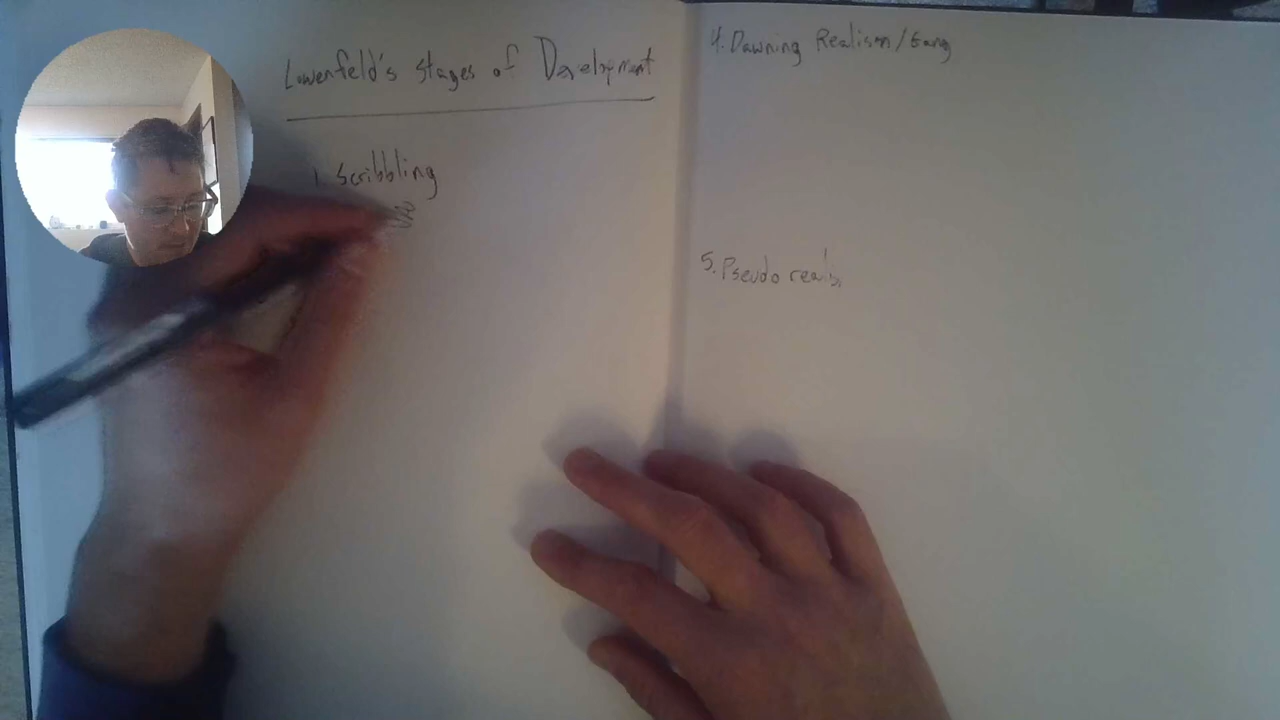 Lowenfeld's Stages of Development
1. Scribbling
4. Dawning Realism/Gang
5. Pseudo realis